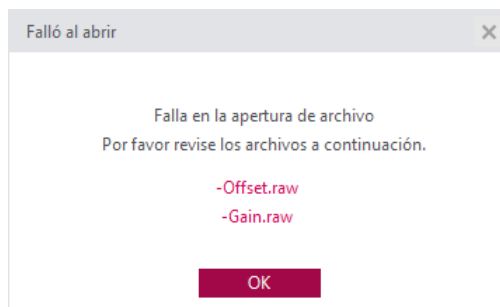 Falló al abrir
Falla en la apertura de archivo
Por favor revise los archivos a continuación.
-Offset.raw
-Gain.raw
OK